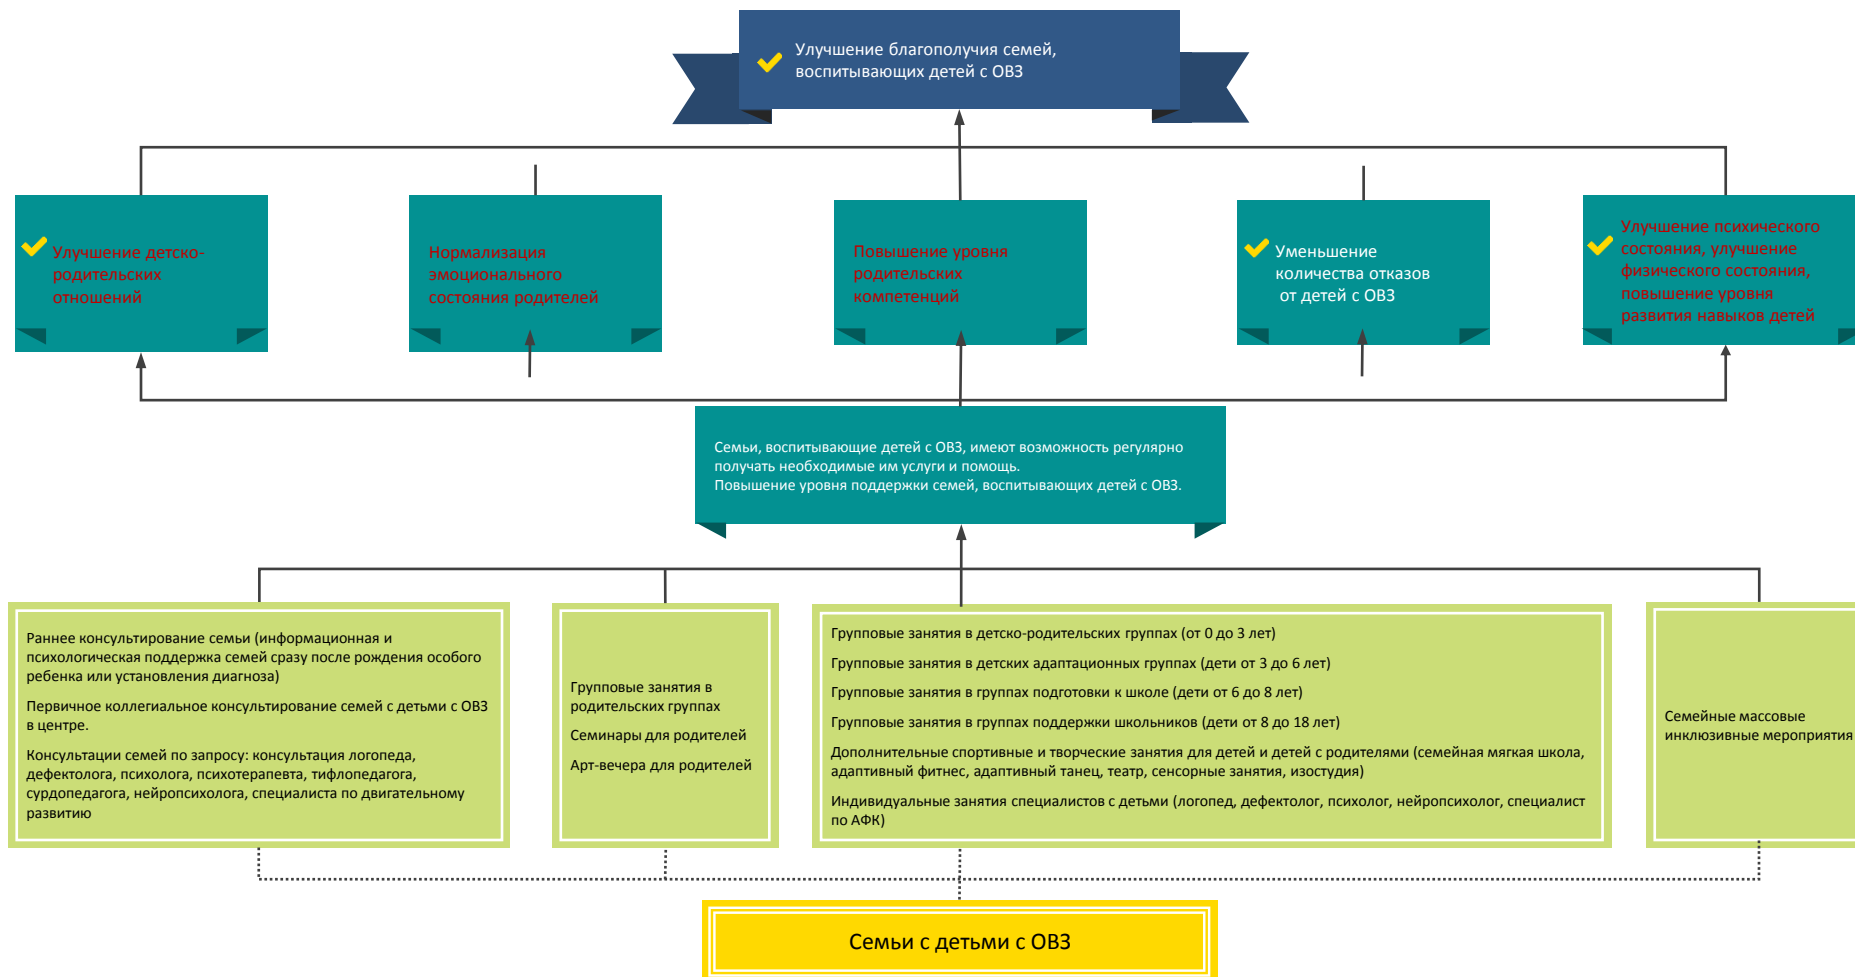 Улучшение благополучия семей,
воспитывающих детей с ОВЗ
Улучшение детско-
родительских
отношений
Нормализация
эмоционального
состояния родителей
Повышение уровня
родительских
компетенций
Уменьшение
количества отказов
от детей с ОВЗ
Улучшение психического
состояния, улучшение
физического состояния,
повышение уровня
развития навыков детей
Семьи, воспитывающие детей с ОВЗ, имеют возможность регулярно
получать необходимые им услуги и помощь.
Повышение уровня поддержки семей, воспитывающих детей с ОВЗ.
Раннее консультирование семьи (информационная и
психологическая поддержка семей сразу после рождения особого
ребенка или установления диагноза)
Первичное коллегиальное консультирование семей с детьми с ОВЗ
в центре.
Консультации семей по запросу: консультация логопеда,
дефектолога, психолога, психотерапевта, тифлопедагога,
сурдопедагога, нейропсихолога, специалиста по двигательному
развитию
Групповые занятия в
родительских группах
Семинары для родителей
Арт-вечера для родителей
Групповые занятия в детско-родительских группах (от 0 до 3 лет)
Групповые занятия в детских адаптационных группах (дети от 3 до 6 лет)
Групповые занятия в группах подготовки к школе (дети от 6 до 8 лет)
Групповые занятия в группах поддержки школьников (дети от 8 до 18 лет)
Дополнительные спортивные и творческие занятия для детей и детей с родителями (семейная мягкая школа,
адаптивный фитнес, адаптивный танец, театр, сенсорные занятия, изостудия)
Индивидуальные занятия специалистов с детьми (логопед, дефектолог, психолог, нейропсихолог, специалист
по АФК)
Семейные массовые
инклюзивные мероприятия
Семьи с детьми с ОВЗ